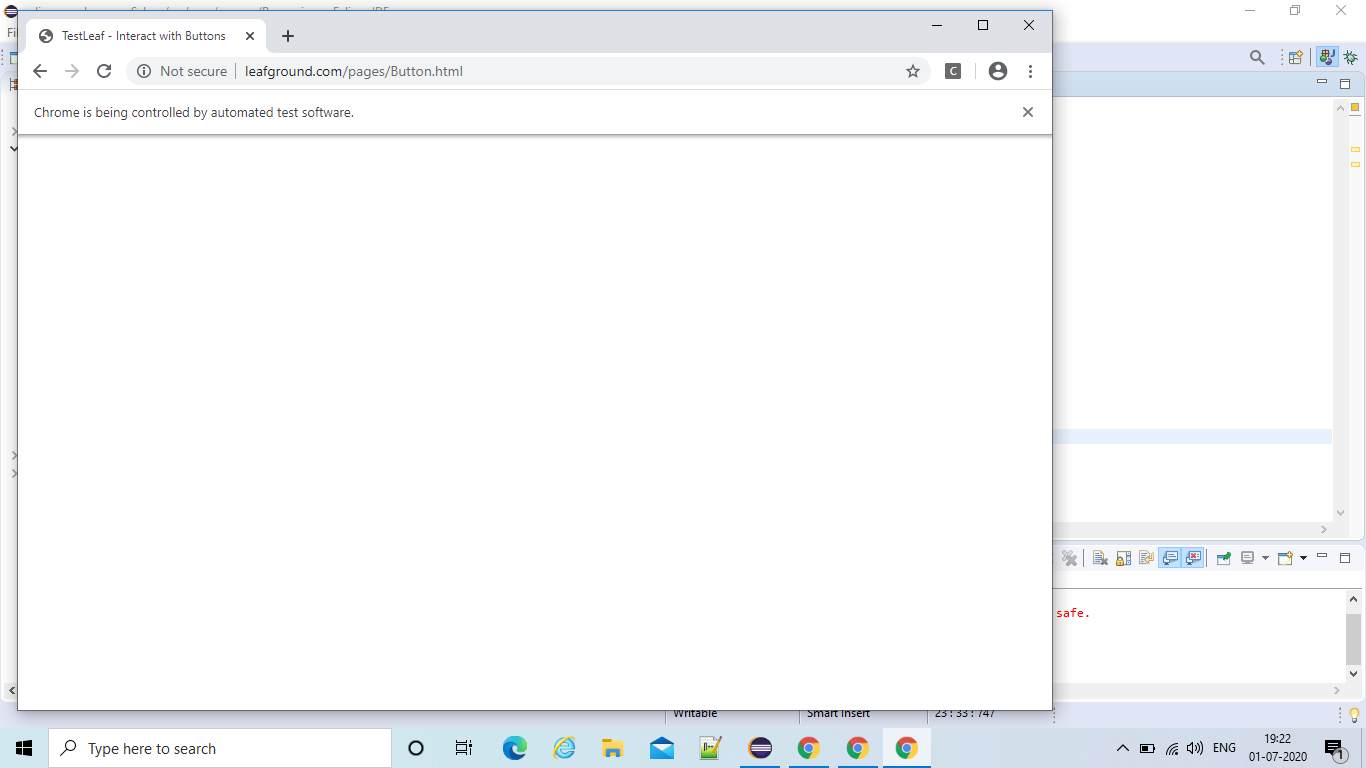 TestLeaf - Interact with Buttons
Not secure
leafground.com/pages/Button.html
C
Chrome is being controlled by automated test software.
safe.
Writable
Smart Insert
23 : 33 : 747
Type here to search
ENG
19:22
01-07-2020
1